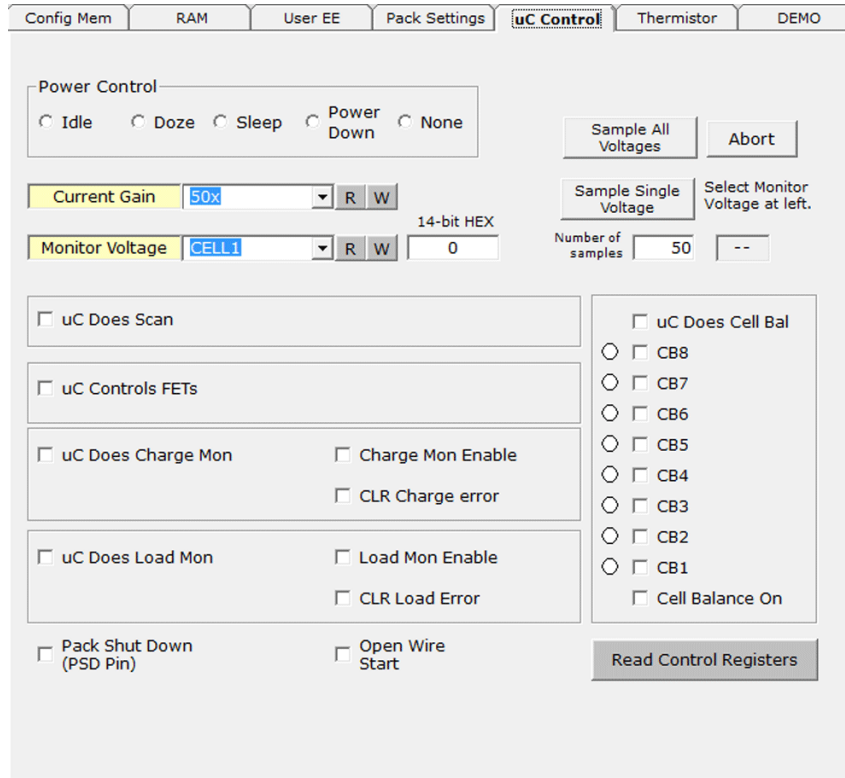 Config Mem RAM User EE Pack Settings uC Control Thermistor DEMO
Power Control
Idle Doze Sleep Power Down None
Sample All Voltages
Abort
Current Gain 50x R W
Sample Single Voltage
Select Monitor
Voltage at left.
14-bit HEX
Monitor Voltage CELL1 R W 0
Number of
samples
50
--
uC Does Scan
uC Controls FETs
uC Does Charge Mon Charge Mon Enable
CLR Charge error
uC Does Load Mon Load Mon Enable
CLR Load Error
Pack Shut Down
(PSD Pin)
Open Wire
Start
uC Does Cell Bal
CB8
CB7
CB6
CB5
CB4
CB3
CB2
CB1
Cell Balance On
Read Control Registers